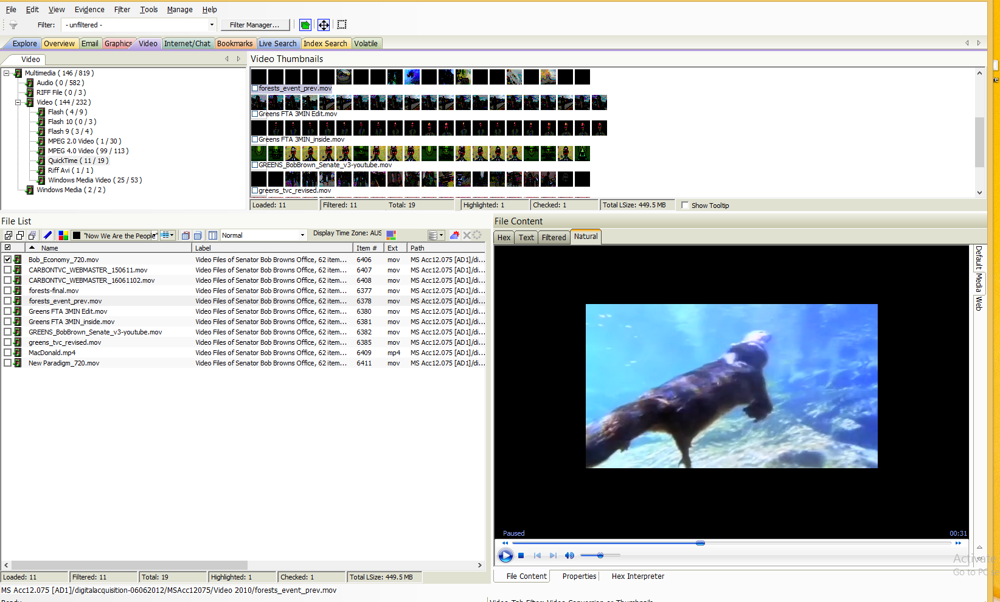 File Edit View Evidence Filter Tools Manage Help
Filter: - unfiltered - Filter Manager...
Explore Overview Email Graphics Video Internet/Chat Bookmarks Live Search Index Search Volatile
Video
Multimedia ( 146 / 819 )
Audio ( 0 / 582 )
RIFF File ( 0 / 3 )
Video ( 144 / 232 )
Flash ( 4 / 9 )
Flash 10 ( 0 / 3 )
Flash 9 ( 3 / 4 )
MPEG 2.0 Video ( 1 / 30 )
MPEG 4.0 Video ( 99 / 113 )
QuickTime ( 11 / 19 )
Riff Avi ( 1 / 1 )
Windows Media Video ( 25 / 53 )
Windows Media ( 2 / 2 )
Video Thumbnails
forests_event_prev.mov
Greens FTA 3MIN Edit.mov
Greens FTA 3MIN_inside.mov
GREENS_BobBrown_Senate_v3-youtube.mov
greens_tvc_revised.mov
Loaded: 11 Filtered: 11 Total: 19 Highlighted: 1 Checked: 1 Total LSize: 449.5 MB Show Tooltip
File List
"Now We Are the People" Normal Display Time Zone: AUS
Name Label Item # Ext Path
Bob_Economy_720.mov Video Files of Senator Bob Browns Office, 62 item... 6406 mov MS Acc12.075 [AD1]/di...
CARBONTVC_WEBMASTER_150611.mov Video Files of Senator Bob Browns Office, 62 item... 6407 mov MS Acc12.075 [AD1]/di...
CARBONTVC_WEBMASTER_16061102.mov Video Files of Senator Bob Browns Office, 62 item... 6408 mov MS Acc12.075 [AD1]/di...
forests-final.mov Video Files of Senator Bob Browns Office, 62 item... 6377 mov MS Acc12.075 [AD1]/di...
forests_event_prev.mov Video Files of Senator Bob Browns Office, 62 item... 6378 mov MS Acc12.075 [AD1]/di...
Greens FTA 3MIN Edit.mov Video Files of Senator Bob Browns Office, 62 item... 6380 mov MS Acc12.075 [AD1]/di...
Greens FTA 3MIN_inside.mov Video Files of Senator Bob Browns Office, 62 item... 6381 mov MS Acc12.075 [AD1]/di...
GREENS_BobBrown_Senate_v3-youtube.mov Video Files of Senator Bob Browns Office, 62 item... 6382 mov MS Acc12.075 [AD1]/di...
greens_tvc_revised.mov Video Files of Senator Bob Browns Office, 62 item... 6385 mov MS Acc12.075 [AD1]/di...
MacDonald.mp4 Video Files of Senator Bob Browns Office, 62 item... 6409 mp4 MS Acc12.075 [AD1]/di...
New Paradigm_720.mov Video Files of Senator Bob Browns Office, 62 item... 6411 mov MS Acc12.075 [AD1]/di...
Loaded: 11 Filtered: 11 Total: 19 Highlighted: 1 Checked: 1 Total LSize: 449.5 MB
MS Acc12.075 [AD1]/digitalacquisition-06062012/MSAcc12075/Video 2010/forests_event_prev.mov
File Content
Hex Text Filtered Natural
Default
Media
Web
Paused 00:31
Activate
Go to PC se
File Content Properties Hex Interpreter
Ready Video Tab Filter: Video Conversion or Thumbnails